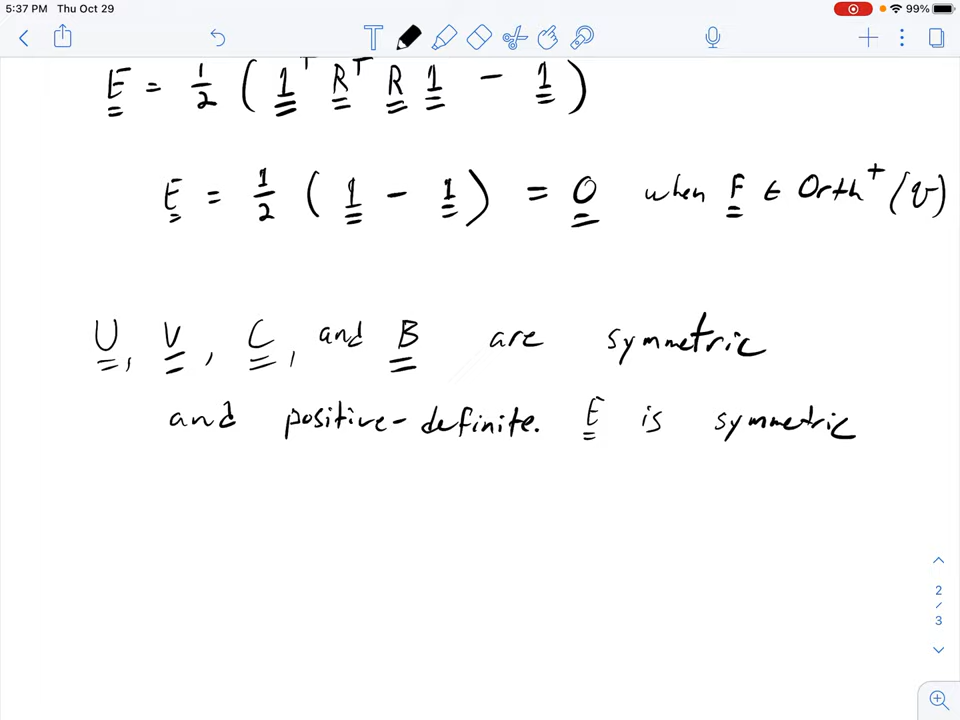 5:37 PM Thu Oct 29 99%
E = 1/2 ( 1ᵀ Rᵀ R 1 − 1 )
E = 1/2 ( 1 − 1 ) = 0 when F ∈ Orth⁺(V)
U, V, C, and B are symmetric
and positive-definite. E is symmetric
2
/
3